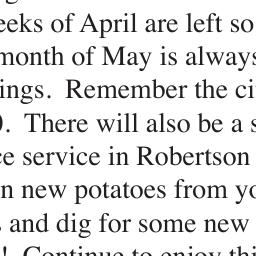 eeks of April are left so
month of May is always
ings. Remember the ci
). There will also be a s
ce service in Robertson
n new potatoes from yo
s and dig for some new
! Continue to enjoy thi